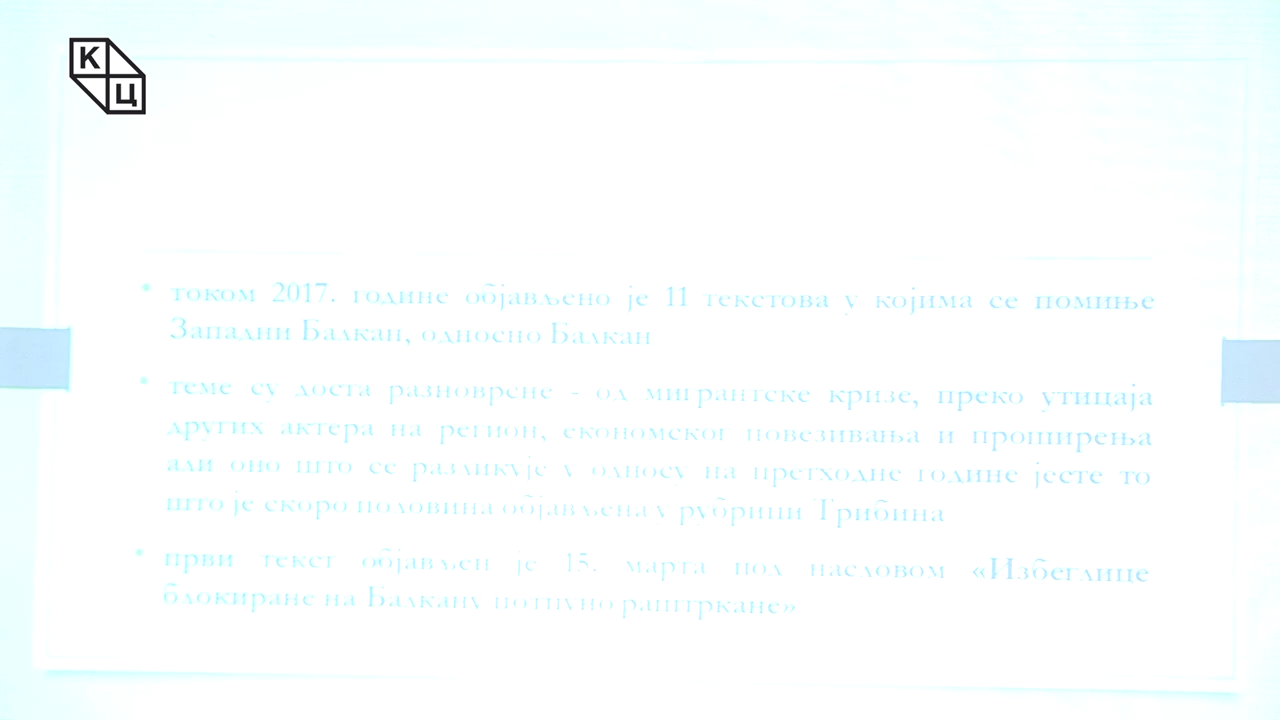 К
Ц
• током 2017. године објављено је 11 текстова у којима се помиње
Западни Балкан, односно Балкан
• теме су доста разноврсне - од мигрантске кризе, преко утицаја
других актера на регион, економског повезивања и проширења
али оно што се разликује у односу на претходне године јесте то
што је скоро половина објављена у рубрици Трибина
• први текст објављен је 15. марта под насловом «Избеглице
блокиране на Балкану потпуно раштркане»